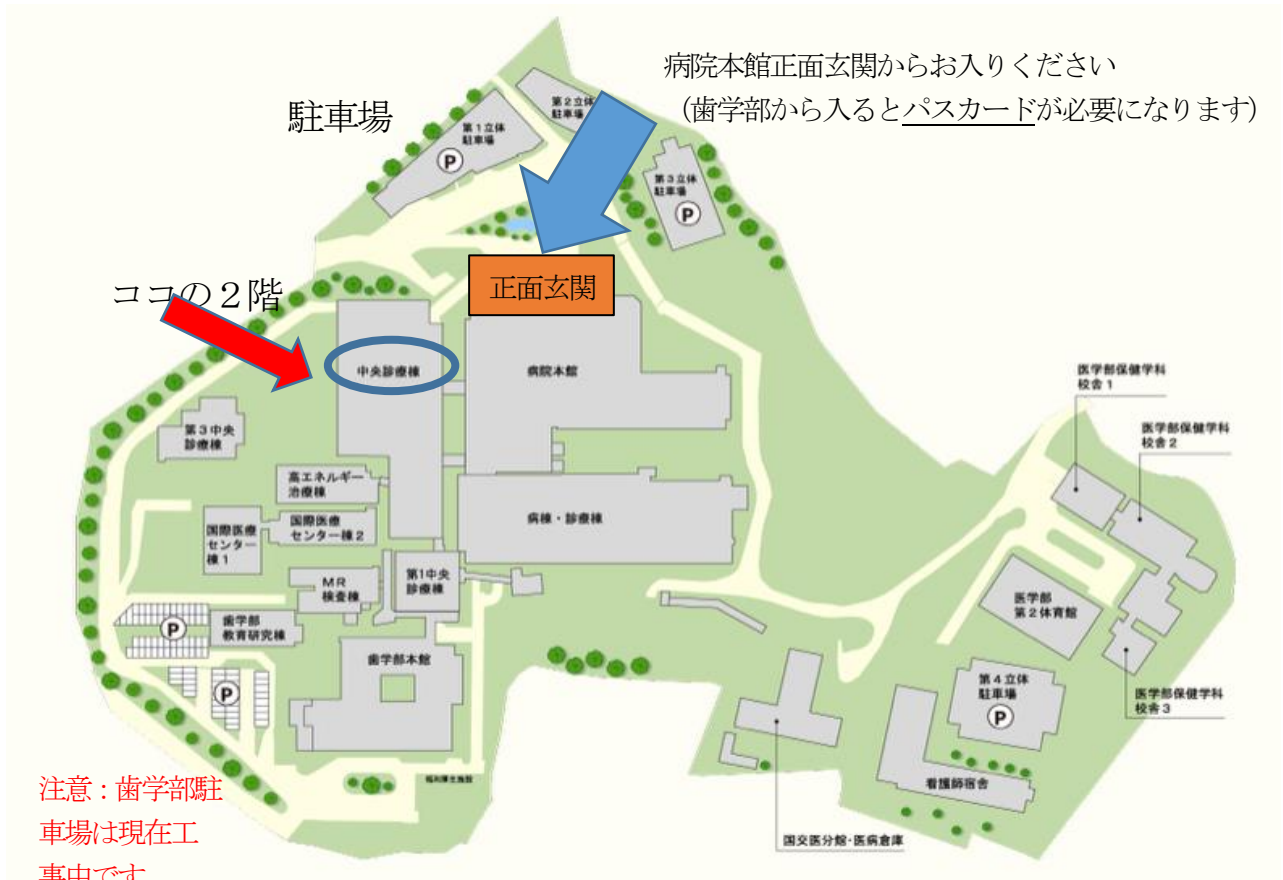 病院本館正面玄関からお入りください
（歯学部から入るとパスカードが必要になります）
駐車場
第1立体
駐車場
P
第2立体
駐車場
第3立体
駐車場
P
正面玄関
ココの２階
中央診療棟
病院本館
医学部保健学科
校舎1
医学部保健学科
校舎2
第3中央
診療棟
高エネルギー
治療棟
国際医療
センター
棟1
国際医療
センター棟2
病棟・診療棟
MR
検査棟
第1中央
診療棟
医学部
第2体育館
歯学部
教育研究棟
P
歯学部本館
P
第4立体
駐車場
P
医学部保健学科
校舎3
福利厚生施設
看護師宿舎
国交医分館・医病倉庫
注意：歯学部駐
車場は現在工
事中です